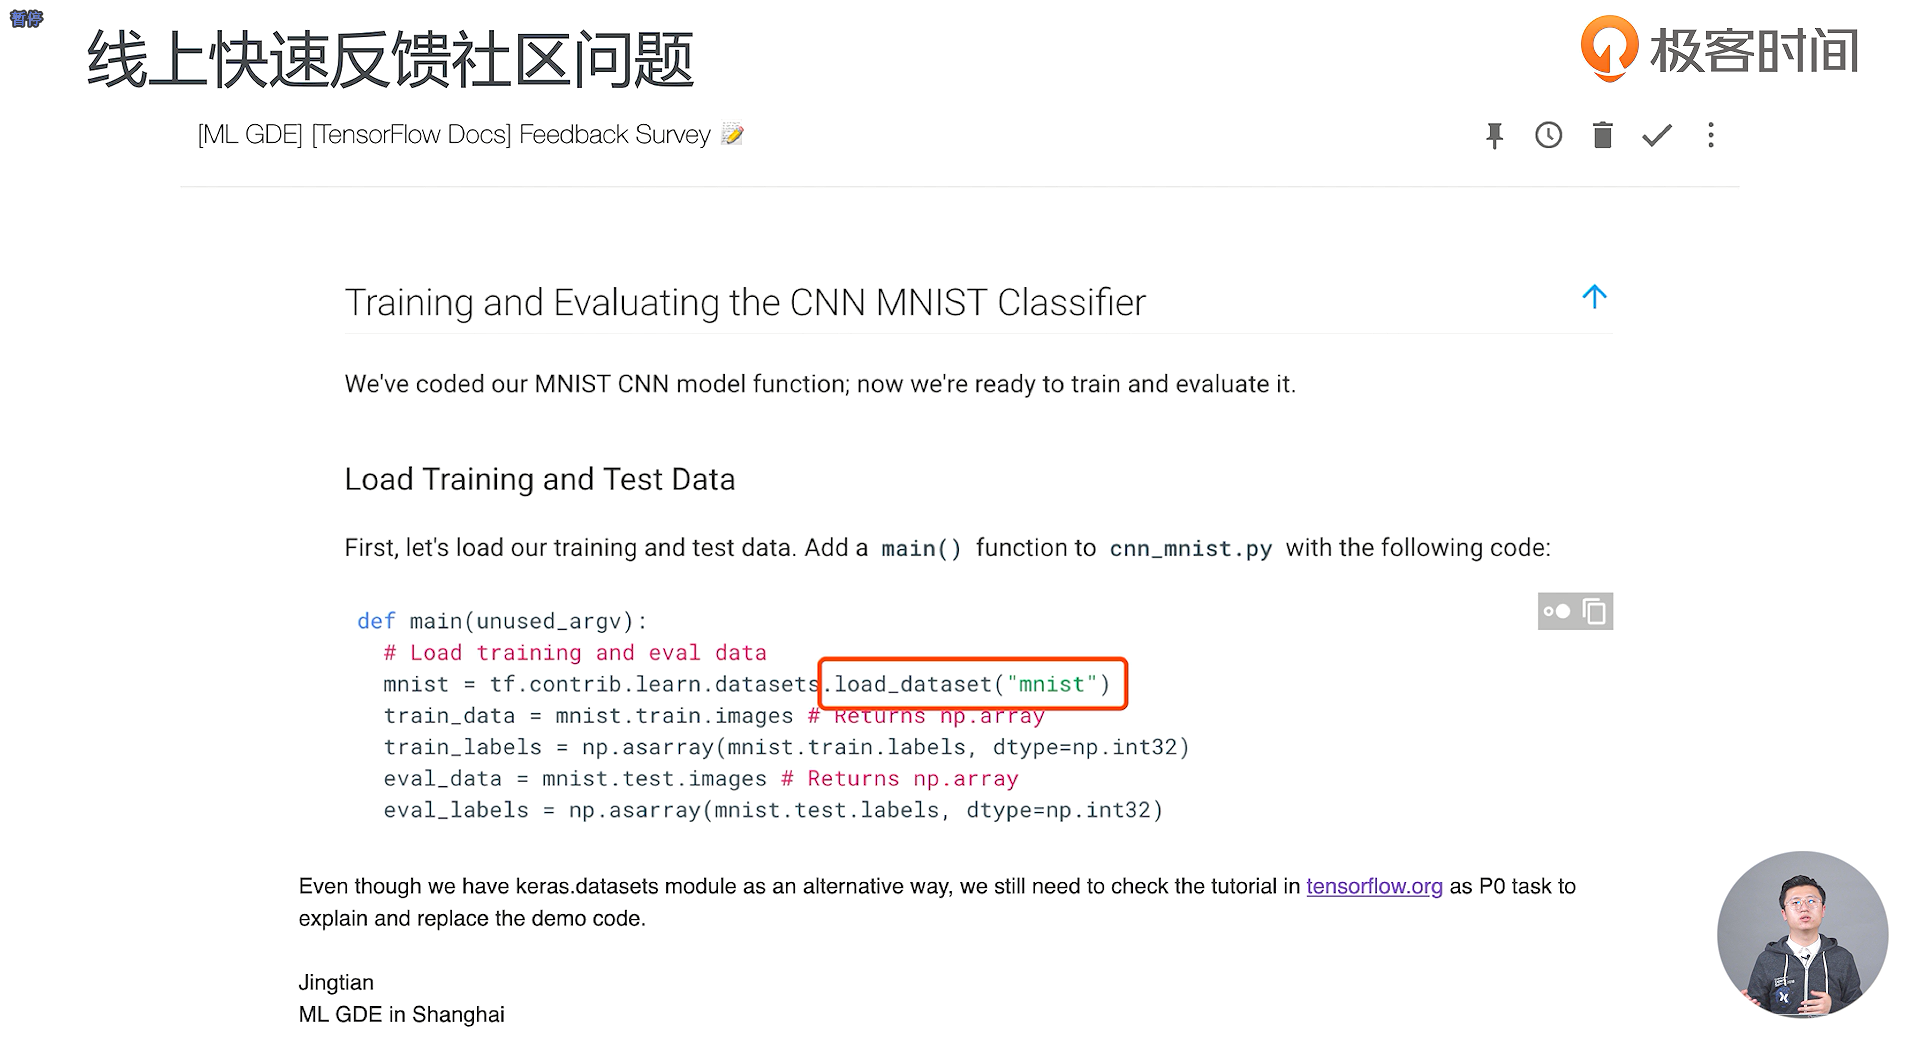 暂停
线上快速反馈社区问题
极客时间
[ML GDE] [TensorFlow Docs] Feedback Survey 📝
Training and Evaluating the CNN MNIST Classifier
We've coded our MNIST CNN model function; now we're ready to train and evaluate it.
Load Training and Test Data
First, let's load our training and test data. Add a main() function to cnn_mnist.py with the following code:
def main(unused_argv):
# Load training and eval data
mnist = tf.contrib.learn.datasets.load_dataset("mnist")
train_data = mnist.train.images # Returns np.array
train_labels = np.asarray(mnist.train.labels, dtype=np.int32)
eval_data = mnist.test.images # Returns np.array
eval_labels = np.asarray(mnist.test.labels, dtype=np.int32)
Even though we have keras.datasets module as an alternative way, we still need to check the tutorial in tensorflow.org as P0 task to
explain and replace the demo code.
Jingtian
ML GDE in Shanghai